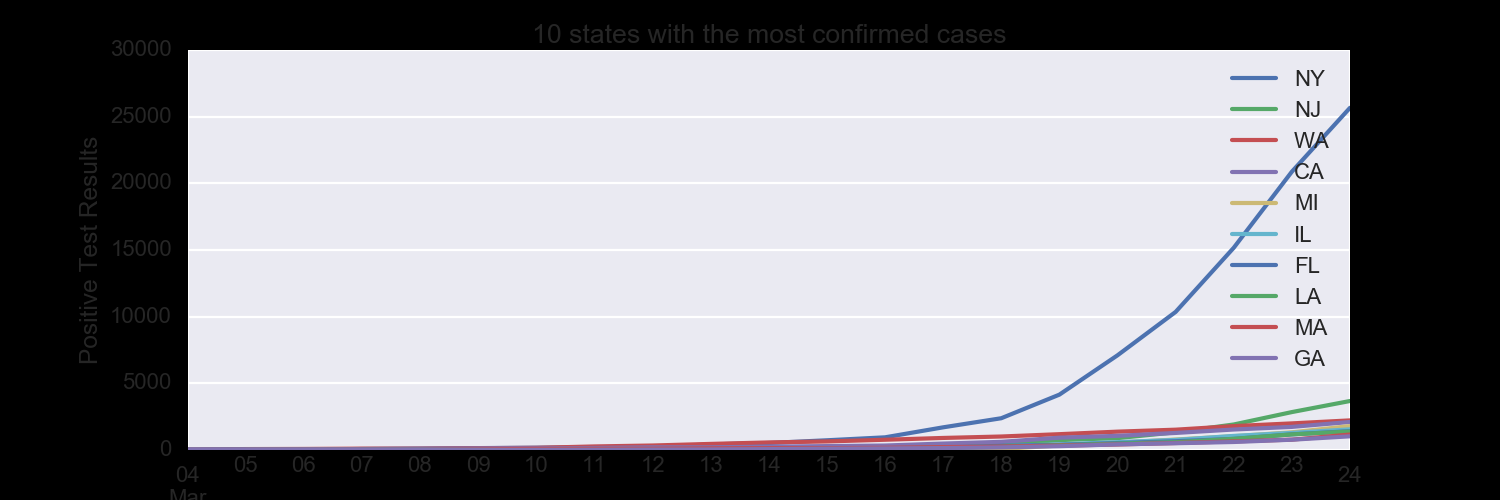 10 states with the most confirmed cases
30000
25000
20000
15000
10000
5000
0
Positive Test Results
NY
NJ
WA
CA
MI
IL
FL
LA
MA
GA
04 05 06 07 08 09 10 11 12 13 14 15 16 17 18 19 20 21 22 23 24
Mar